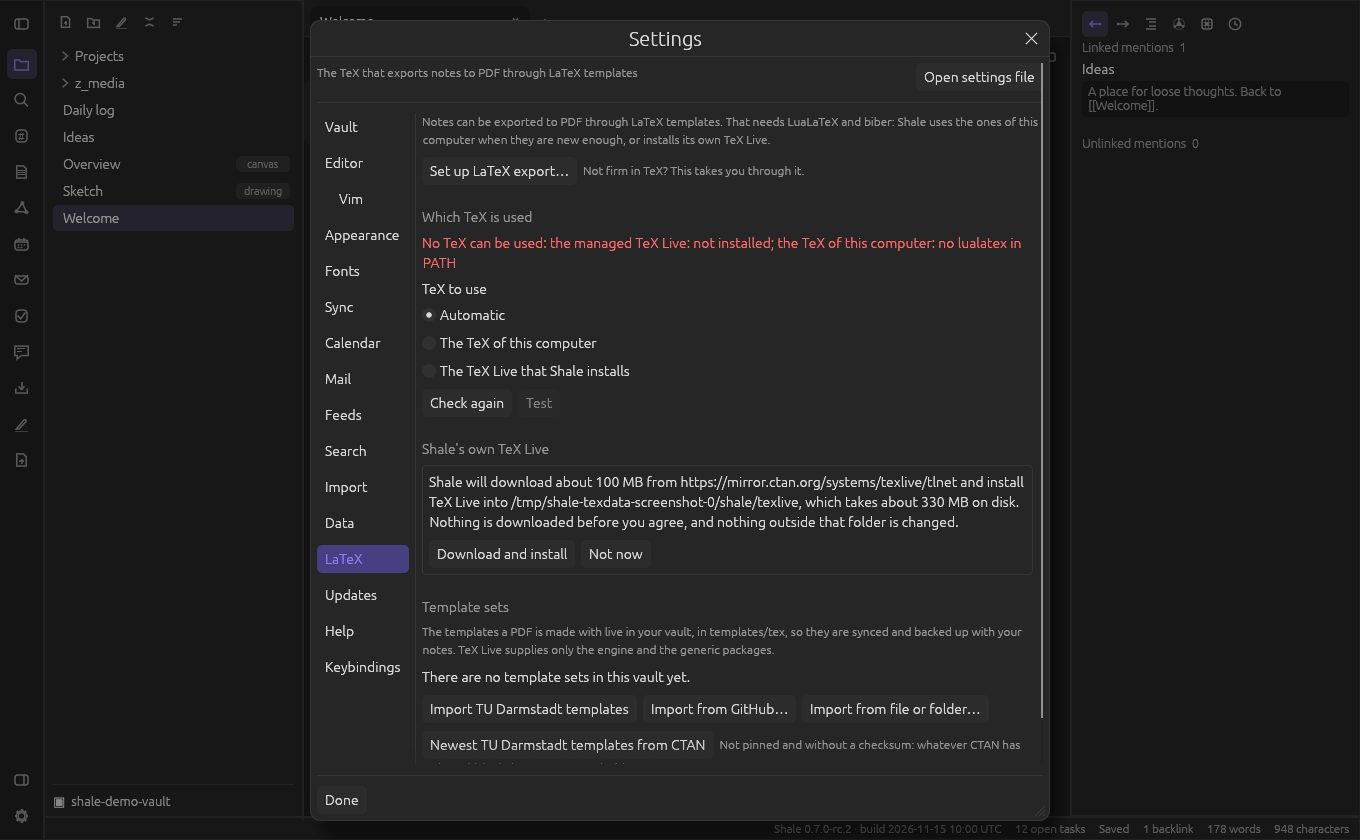 Settings
The TeX that exports notes to PDF through LaTeX templates
Open settings file
Projects
z_media
Daily log
Ideas
Overview
canvas
Sketch
drawing
Welcome
shale-demo-vault
Vault
Editor
Vim
Appearance
Fonts
Sync
Calendar
Mail
Feeds
Search
Import
Data
LaTeX
Updates
Help
Keybindings
Notes can be exported to PDF through LaTeX templates. That needs LuaLaTeX and biber: Shale uses the ones of this
computer when they are new enough, or installs its own TeX Live.
Set up LaTeX export…
Not firm in TeX? This takes you through it.
Which TeX is used
No TeX can be used: the managed TeX Live: not installed; the TeX of this computer: no lualatex in
PATH
TeX to use
Automatic
The TeX of this computer
The TeX Live that Shale installs
Check again
Test
Shale's own TeX Live
Shale will download about 100 MB from https://mirror.ctan.org/systems/texlive/tlnet and install
TeX Live into /tmp/shale-texdata-screenshot-0/shale/texlive, which takes about 330 MB on disk.
Nothing is downloaded before you agree, and nothing outside that folder is changed.
Download and install
Not now
Template sets
The templates a PDF is made with live in your vault, in templates/tex, so they are synced and backed up with your
notes. TeX Live supplies only the engine and the generic packages.
There are no template sets in this vault yet.
Import TU Darmstadt templates
Import from GitHub…
Import from file or folder…
Newest TU Darmstadt templates from CTAN
Not pinned and without a checksum: whatever CTAN has
Done
Linked mentions 1
Ideas
A place for loose thoughts. Back to
[[Welcome]].
Unlinked mentions 0
Shale 0.7.0-rc.2 · build 2026-11-15 10:00 UTC
12 open tasks
Saved
1 backlink
178 words
948 characters